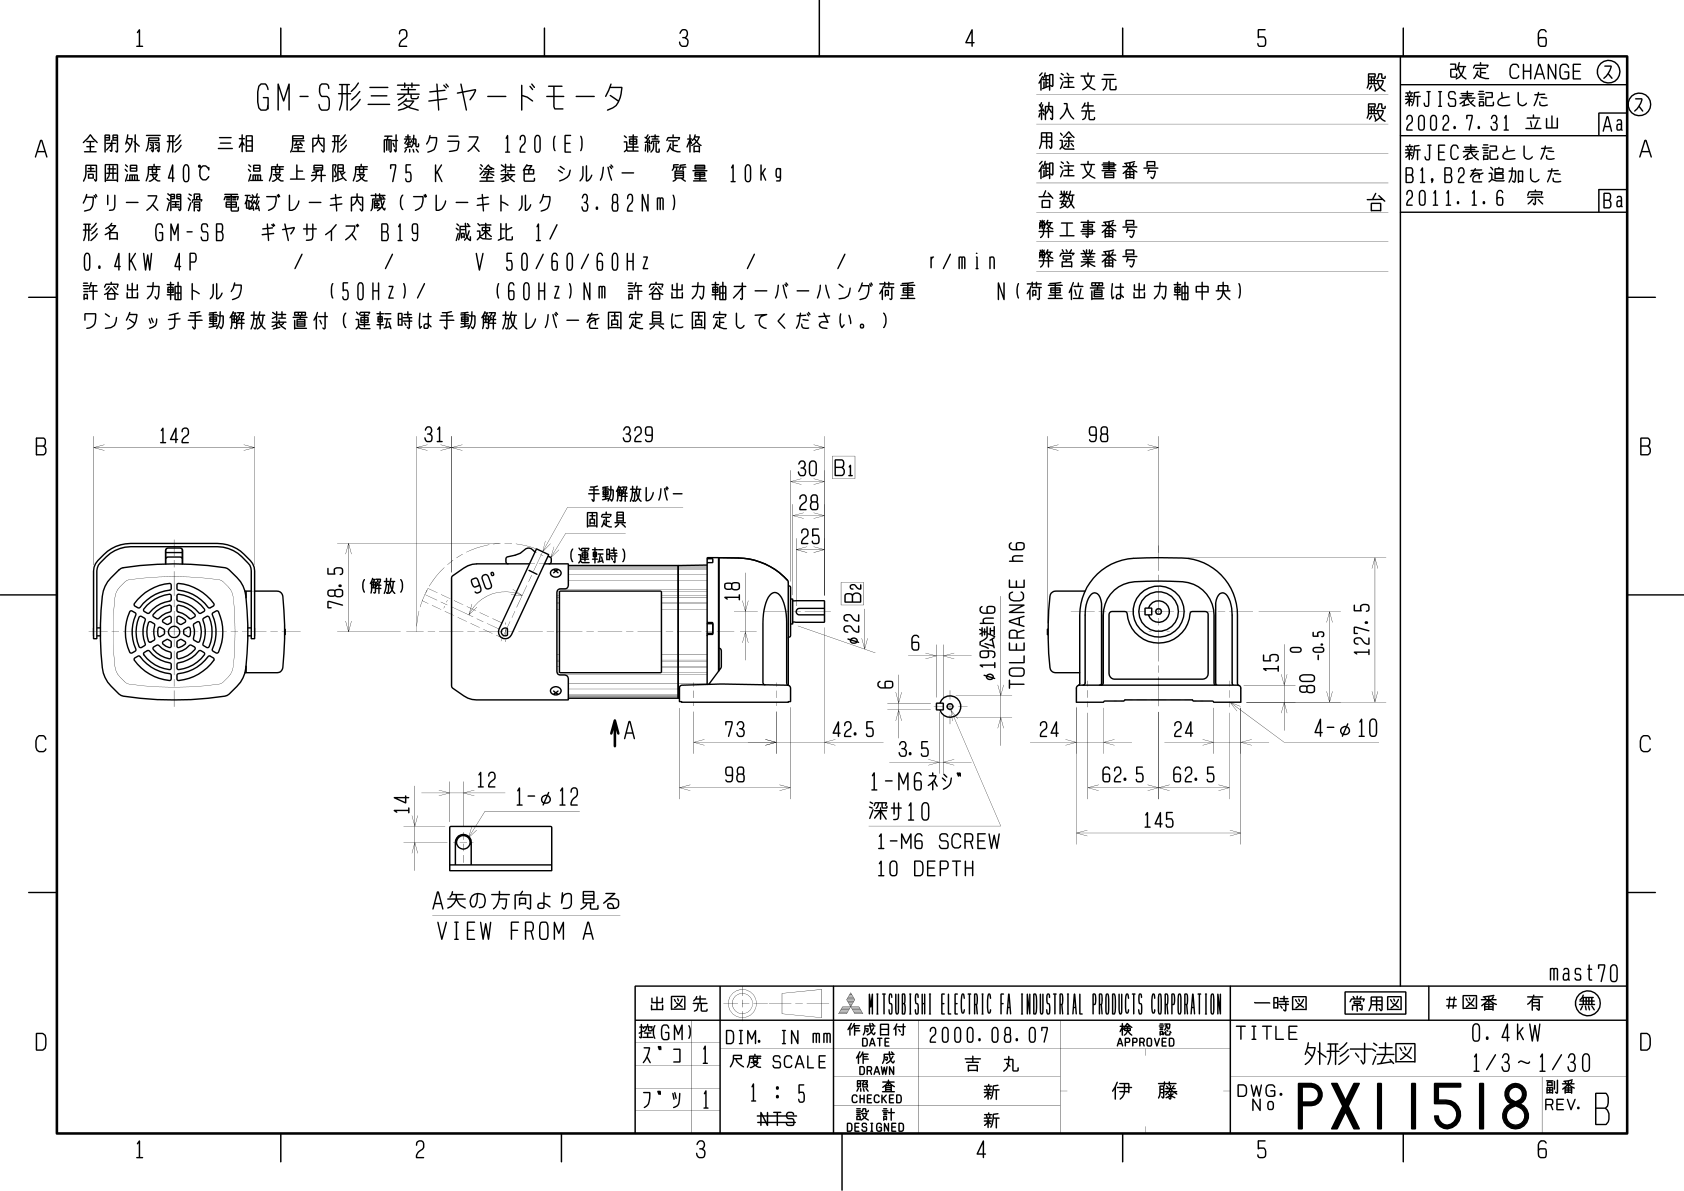 1 2 3 4 5 6
A B C D
A B C D
1 2 3 4 5 6
GM-S形三菱ギヤードモータ
全閉外扇形 三相 屋内形 耐熱クラス 120(E) 連続定格
周囲温度40℃ 温度上昇限度 75 K 塗装色 シルバー 質量 10kg
グリース潤滑 電磁ブレーキ内蔵(ブレーキトルク 3.82Nm)
形名 GM-SB ギヤサイズ B19 減速比 1/
0.4KW 4P / / V 50/60/60Hz / / r/min
許容出力軸トルク (50Hz)/ (60Hz)Nm 許容出力軸オーバーハング荷重 N(荷重位置は出力軸中央)
ワンタッチ手動解放装置付(運転時は手動解放レバーを固定具に固定してください。)
御注文元 殿
納入先 殿
用途
御注文書番号
台数 台
弊工事番号
弊営業番号
改定 CHANGE ス
新JIS表記とした
2002.7.31 立山 Aa
ス
新JEC表記とした
B1,B2を追加した
2011.1.6 宗 Ba
142
31
329
30 B1
28
25
手動解放レバー
固定具
(運転時)
(解放)
90°
78.5
18
φ22 B2
73
42.5
98
A
12
14
1-φ12
A矢の方向より見る
VIEW FROM A
6
6
3.5
φ19公差h6
TOLERANCE h6
1-M6ネジ
深サ10
1-M6 SCREW
10 DEPTH
98
15
80 0 -0.5
127.5
24
24
4-φ10
62.5
62.5
145
mast70
出図先
控(GM)
スﾞコ 1
ブツ 1
DIM. IN mm
尺度 SCALE
1 : 5
NTS
MITSUBISHI ELECTRIC FA INDUSTRIAL PRODUCTS CORPORATION
作成日付 DATE 2000.08.07
作成 DRAWN 吉丸
照査 CHECKED 新
設計 DESIGNED 新
検認 APPROVED
伊藤
一時図 常用図 #図番 有 無
TITLE
外形寸法図
0.4kW
1/3~1/30
DWG. No PX11518
副番 REV. B